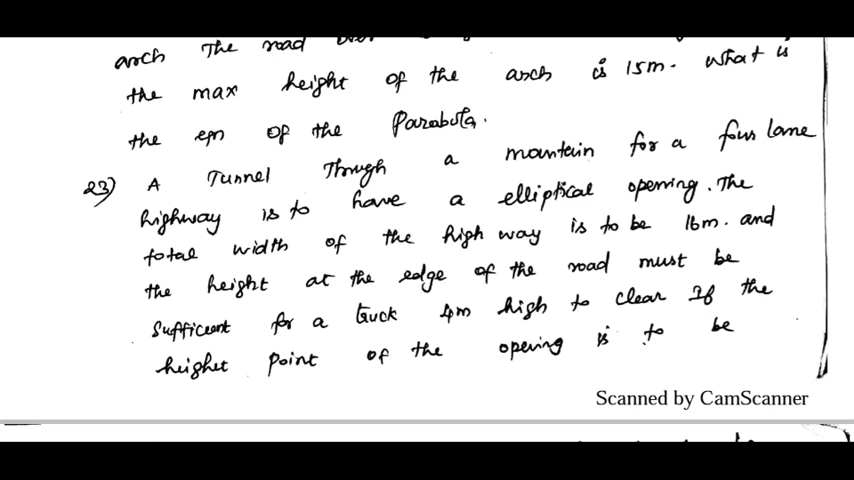 arch The road
the max height of the arch is 15m. what is
the eqn of the Parabola.
23) A Tunnel Through a mountain for a four lane
highway is to have a elliptical opening. The
total width of the high way is to be 16m. and
the height at the edge of the road must be
sufficent for a truck 4m high to clear If the
heighet point of the opening is to be
Scanned by CamScanner